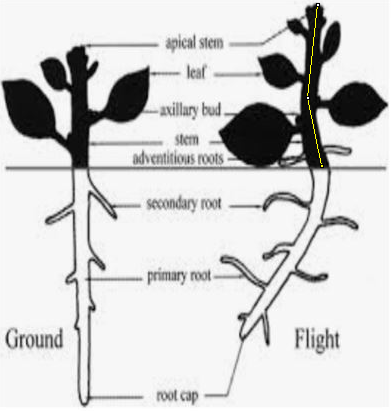 apical stem
leaf
axillary bud
stem
adventitious roots
secondary root
primary root
Ground
Flight
root cap